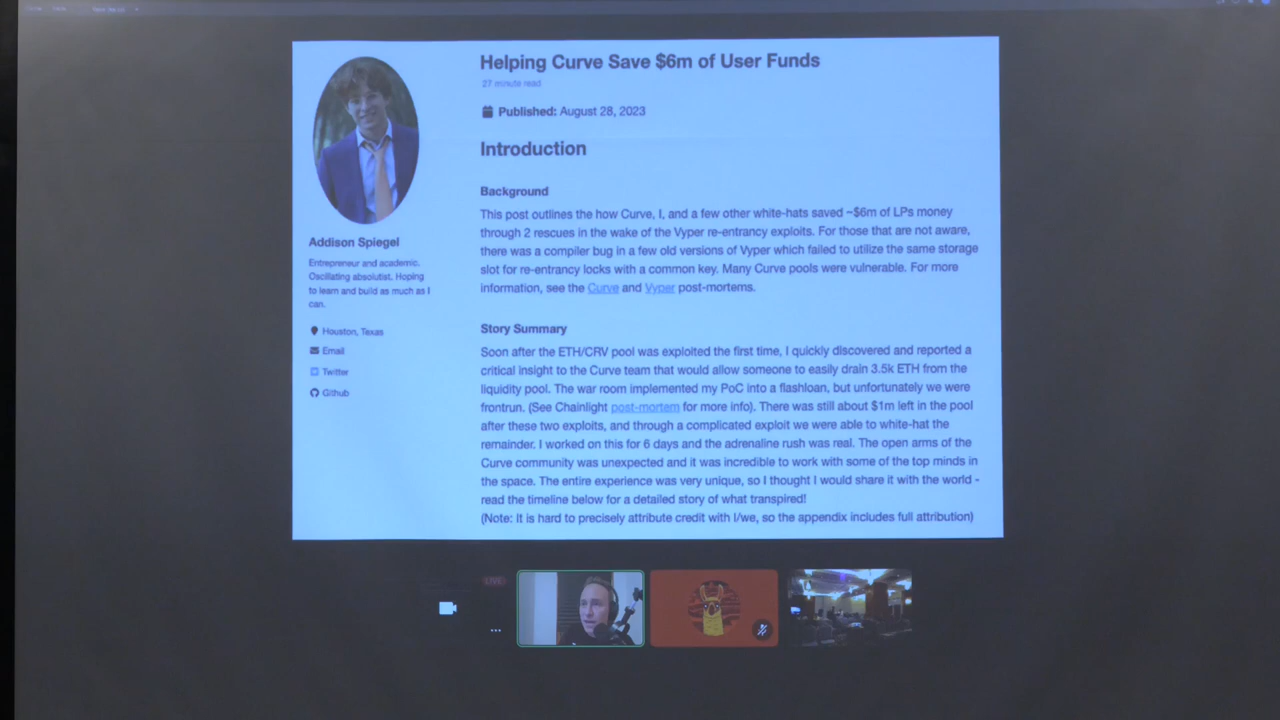 Helping Curve Save $6m of User Funds
27 minute read
Published: August 28, 2023
Introduction
Background
This post outlines the how Curve, I, and a few other white-hats saved ~$6m of LPs money
through 2 rescues in the wake of the Vyper re-entrancy exploits. For those that are not aware,
there was a compiler bug in a few old versions of Vyper which failed to utilize the same storage
slot for re-entrancy locks with a common key. Many Curve pools were vulnerable. For more
information, see the Curve and Vyper post-mortems.
Story Summary
Soon after the ETH/CRV pool was exploited the first time, I quickly discovered and reported a
critical insight to the Curve team that would allow someone to easily drain 3.5k ETH from the
liquidity pool. The war room implemented my PoC into a flashloan, but unfortunately we were
frontrun. (See Chainlight post-mortem for more info). There was still about $1m left in the pool
after these two exploits, and through a complicated exploit we were able to white-hat the
remainder. I worked on this for 6 days and the adrenaline rush was real. The open arms of the
Curve community was unexpected and it was incredible to work with some of the top minds in
the space. The entire experience was very unique, so I thought I would share it with the world -
read the timeline below for a detailed story of what transpired!
(Note: It is hard to precisely attribute credit with I/we, so the appendix includes full attribution)
Addison Spiegel
Entrepreneur and academic.
Oscillating absolutist. Hoping
to learn and build as much as I
can.
Houston, Texas
Email
Twitter
Github
LIVE